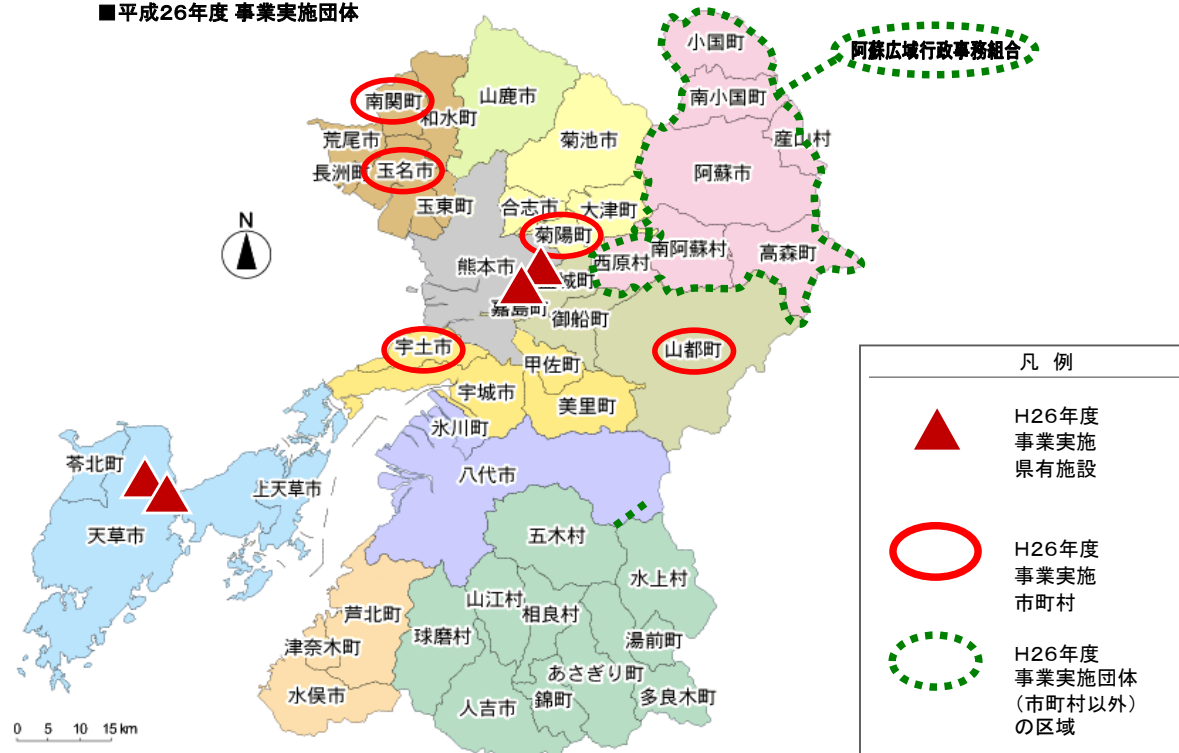 ■平成26年度 事業実施団体
小国町
阿蘇広域行政事務組合
南関町
山鹿市
南小国町
和水町
荒尾市
菊池市
産山村
長洲町
玉名市
阿蘇市
玉東町
合志市
大津町
N
菊陽町
熊本市
西原村
南阿蘇村
高森町
城町
嘉島町
御船町
宇土市
山都町
甲佐町
宇城市
美里町
氷川町
苓北町
上天草市
八代市
天草市
五木村
水上村
山江村
相良村
芦北町
球磨村
湯前町
津奈木町
あさぎり町
水俣市
人吉市
錦町
多良木町
0 5 10 15km
凡 例
H26年度
事業実施
県有施設
H26年度
事業実施
市町村
H26年度
事業実施団体
(市町村以外)
の区域